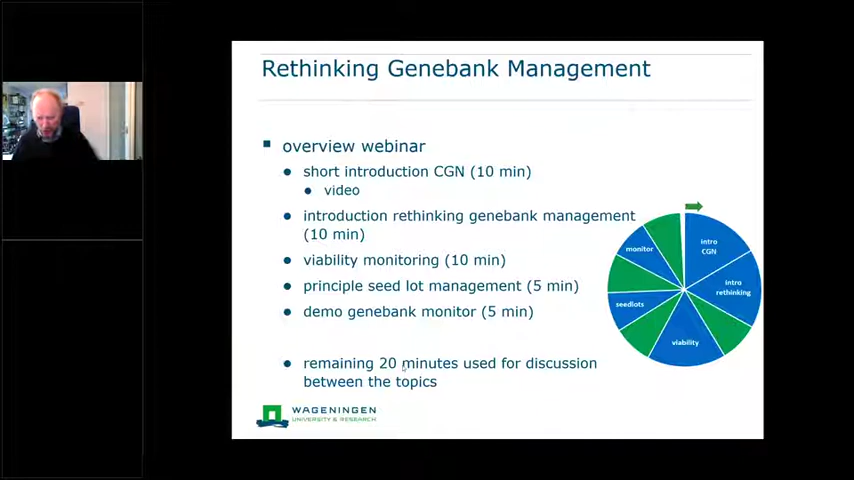 Rethinking Genebank Management
overview webinar
short introduction CGN (10 min)
video
introduction rethinking genebank management
(10 min)
viability monitoring (10 min)
principle seed lot management (5 min)
demo genebank monitor (5 min)
remaining 20 minutes used for discussion
between the topics
intro
CGN
intro
rethinking
viability
seedlots
monitor
WAGENINGEN
UNIVERSITY & RESEARCH